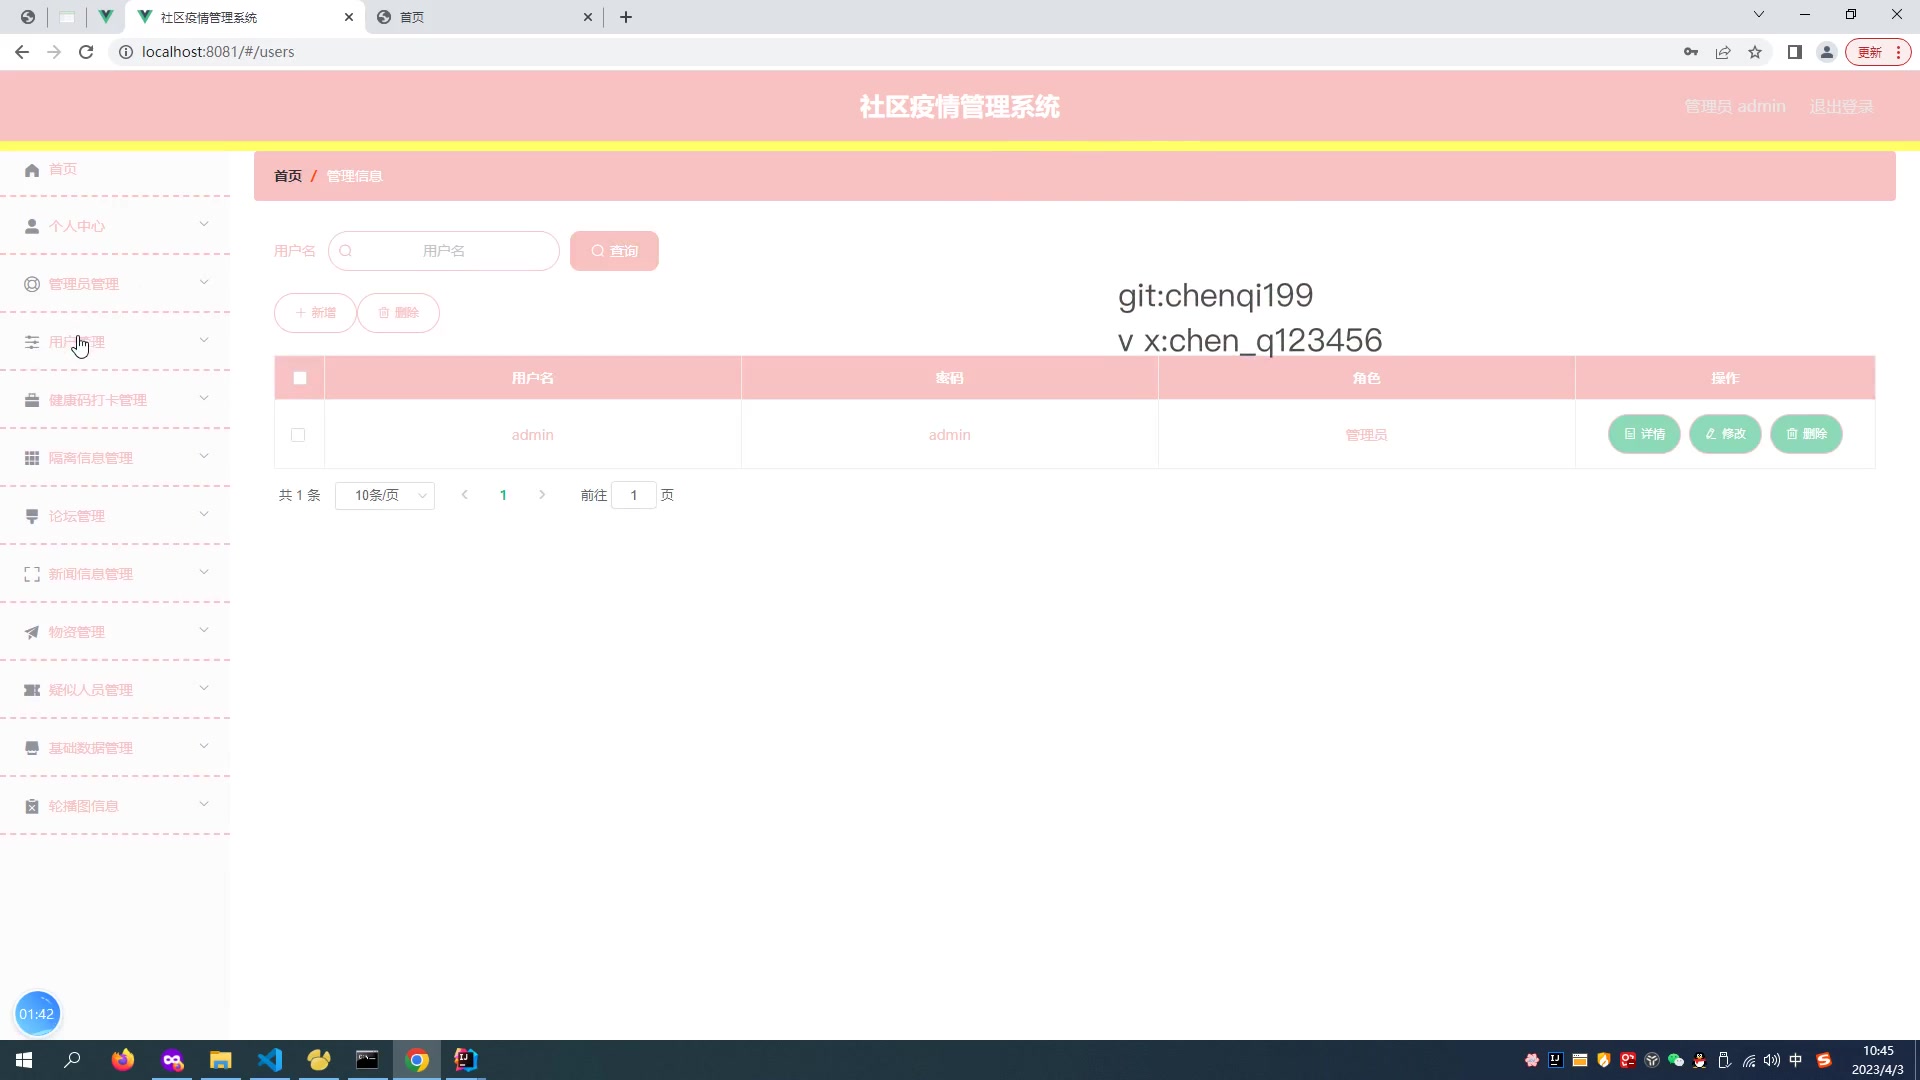 社区疫情管理系统
首页
localhost:8081/#/users
更新
社区疫情管理系统
管理员 admin
退出登录
首页
个人中心
管理员管理
用户管理
健康码打卡管理
隔离信息管理
论坛管理
新闻信息管理
物资管理
疑似人员管理
基础数据管理
轮播图信息
首页 / 管理信息
用户名
用户名
查询
新增
删除
git:chenqi199
v x:chen_q123456
用户名 密码 角色 操作
admin admin 管理员 详情 修改 删除
共 1 条 10条/页 1 前往 1 页
01:42
中
10:45
2023/4/3